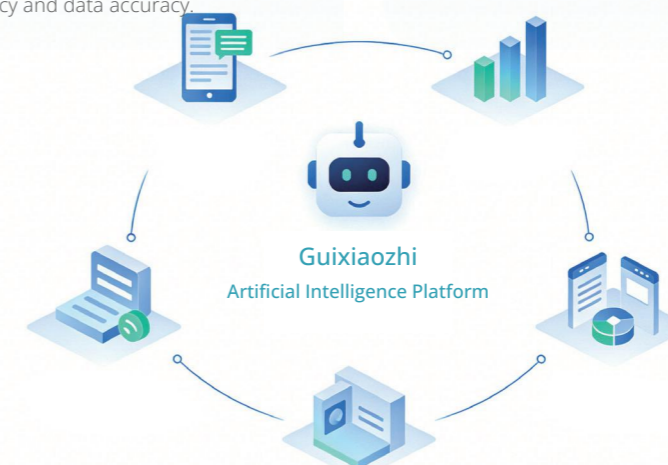 cy and data accuracy.
Guixiaozhi
Artificial Intelligence Platform